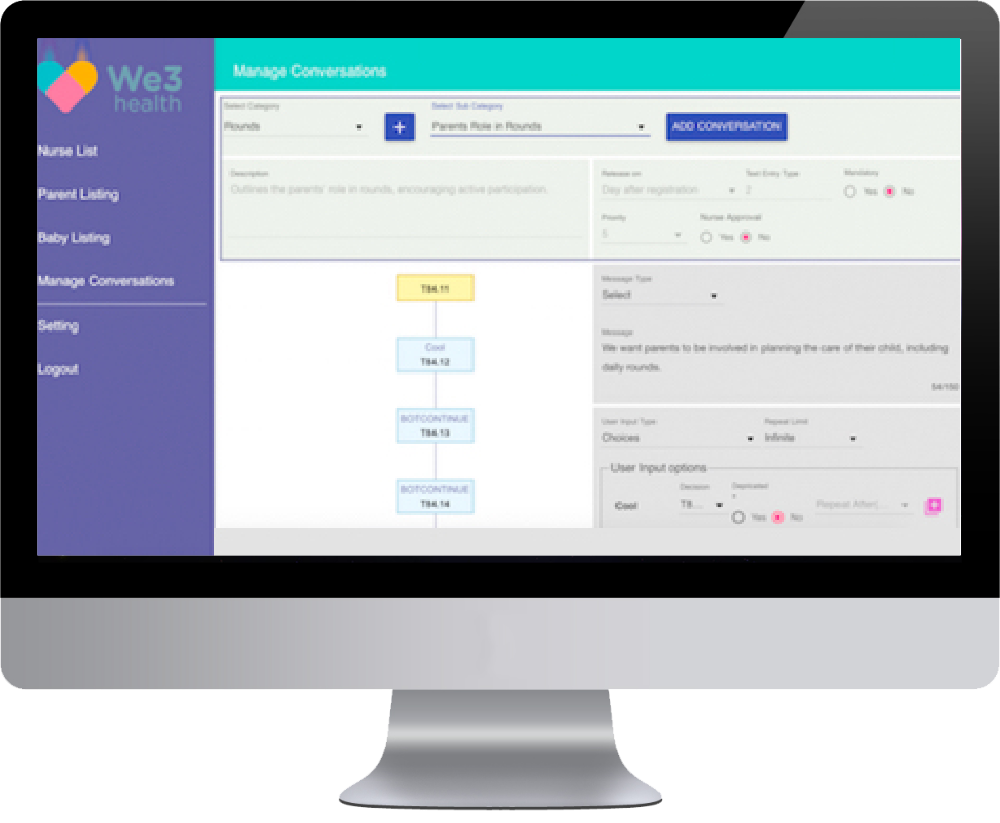 We3
health
Nurse List
Parent Listing
Baby Listing
Manage Conversations
Setting
Logout
Manage Conversations
Select Category
Rounds
+
Select Sub Category
Parents Role in Rounds
ADD CONVERSATION
Description
Outlines the parents' role in rounds, encouraging active participation.
Release on
Day after registration
Text Entry Type
2
Mandatory
Yes No
Priority
5
Nurse Approval
Yes No
T84.11
Cool
T84.12
BOTCONTINUE
T84.13
BOTCONTINUE
T84.14
Message Type
Select
Message
We want parents to be involved in planning the care of their child, including
daily rounds.
User Input Type
Choices
Repeat Limit
Infinite
User Input options
Cool
Decision
T8...
Depricated
Yes No
Repeat After(...